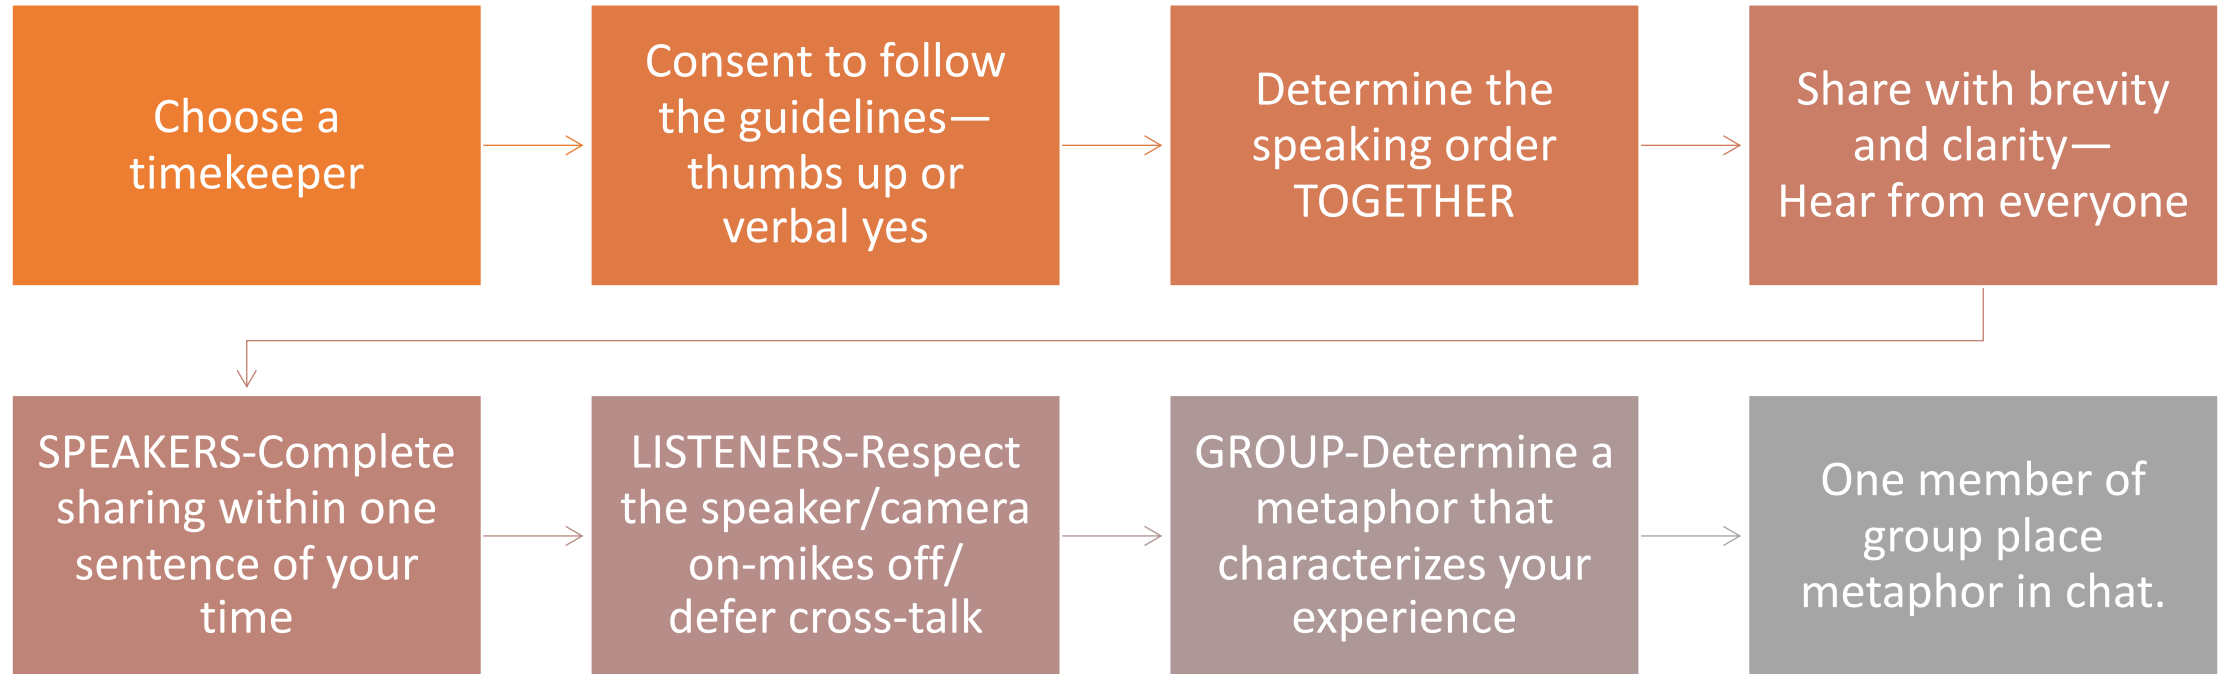 Choose a
timekeeper
Consent to follow
the guidelines—
thumbs up or
verbal yes
Determine the
speaking order
TOGETHER
Share with brevity
and clarity—
Hear from everyone
SPEAKERS-Complete
sharing within one
sentence of your
time
LISTENERS-Respect
the speaker/camera
on-mikes off/
defer cross-talk
GROUP-Determine a
metaphor that
characterizes your
experience
One member of
group place
metaphor in chat.